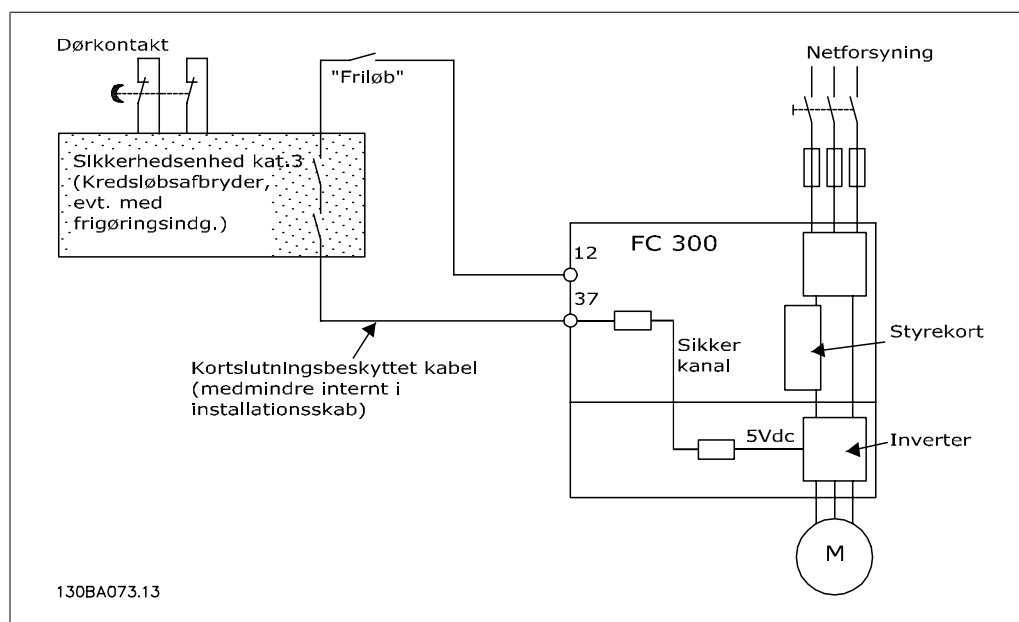 Dørkontakt
"Friløb"
Netforsyning
Sikkerhedsenhed kat.3
(Kredsløbsafbryder,
evt. med
frigøringsindg.)
FC 300
12
37
Sikker
kanal
Styrekort
Kortslutningsbeskyttet kabel
(medmindre internt i
installationsskab)
5Vdc
Inverter
M
130BA073.13